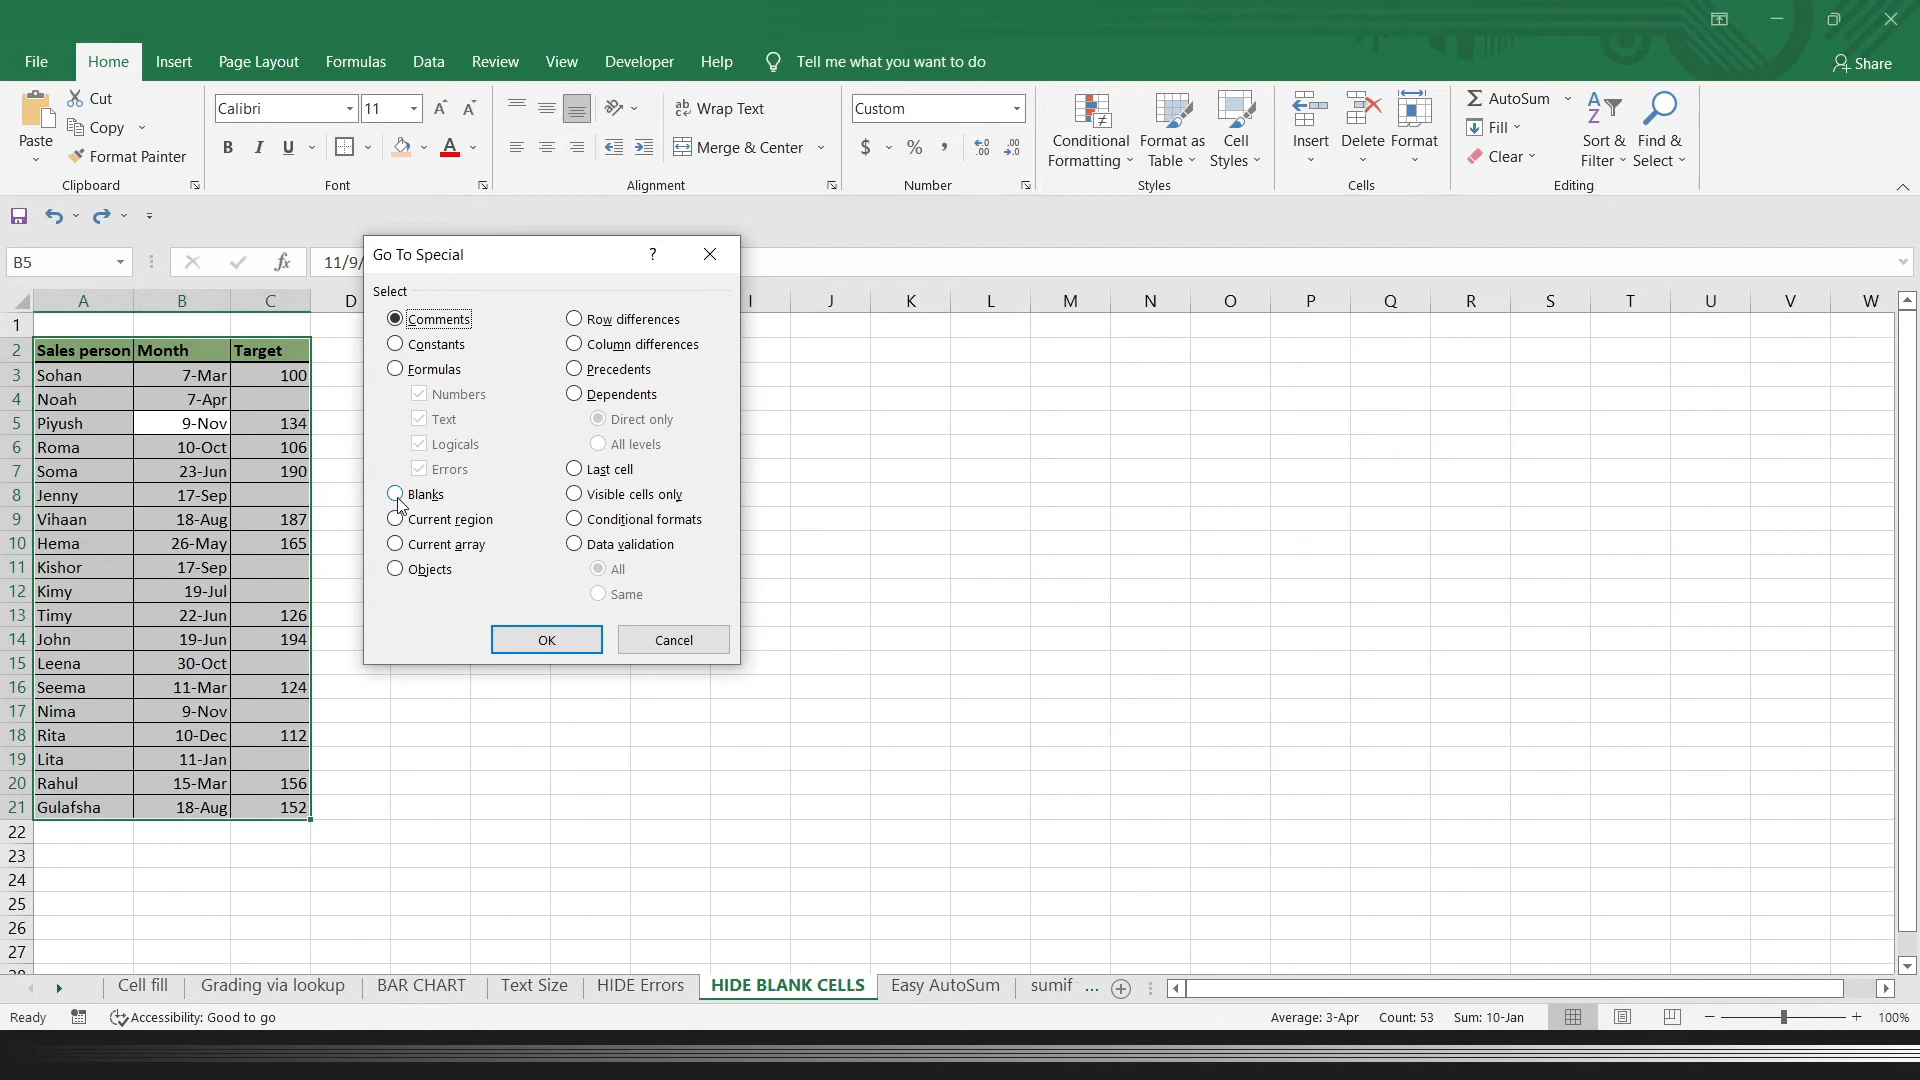 File Home Insert Page Layout Formulas Data Review View Developer Help Tell me what you want to do Share
Paste
Cut
Copy
Format Painter
Clipboard
Calibri 11
B I U
Font
Wrap Text
Merge & Center
Alignment
Custom
$ % ,
Number
Conditional Formatting
Format as Table
Cell Styles
Styles
Insert
Delete
Format
Cells
AutoSum
Fill
Clear
Sort & Filter
Find & Select
Editing
B5 fx 11/9/
A B C D I J K L M N O P Q R S T U V W
1
2 Sales person Month Target
3 Sohan 7-Mar 100
4 Noah 7-Apr
5 Piyush 9-Nov 134
6 Roma 10-Oct 106
7 Soma 23-Jun 190
8 Jenny 17-Sep
9 Vihaan 18-Aug 187
10 Hema 26-May 165
11 Kishor 17-Sep
12 Kimy 19-Jul
13 Timy 22-Jun 126
14 John 19-Jun 194
15 Leena 30-Oct
16 Seema 11-Mar 124
17 Nima 9-Nov
18 Rita 10-Dec 112
19 Lita 11-Jan
20 Rahul 15-Mar 156
21 Gulafsha 18-Aug 152
22
23
24
25
26
27
Go To Special ?
Select
Comments
Constants
Formulas
Numbers
Text
Logicals
Errors
Blanks
Current region
Current array
Objects
Row differences
Column differences
Precedents
Dependents
Direct only
All levels
Last cell
Visible cells only
Conditional formats
Data validation
All
Same
OK Cancel
Cell fill Grading via lookup BAR CHART Text Size HIDE Errors HIDE BLANK CELLS Easy AutoSum sumif ...
Ready Accessibility: Good to go Average: 3-Apr Count: 53 Sum: 10-Jan 100%